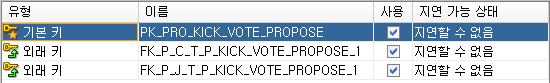 유형 이름 사용 지연 가능 상태
기본 키 PK_PRO_KICK_VOTE_PROPOSE 지연할 수 없음
외래 키 FK_P_C_T_P_KICK_VOTE_PROPOSE_1 지연할 수 없음
외래 키 FK_P_J_T_P_KICK_VOTE_PROPOSE_1 지연할 수 없음